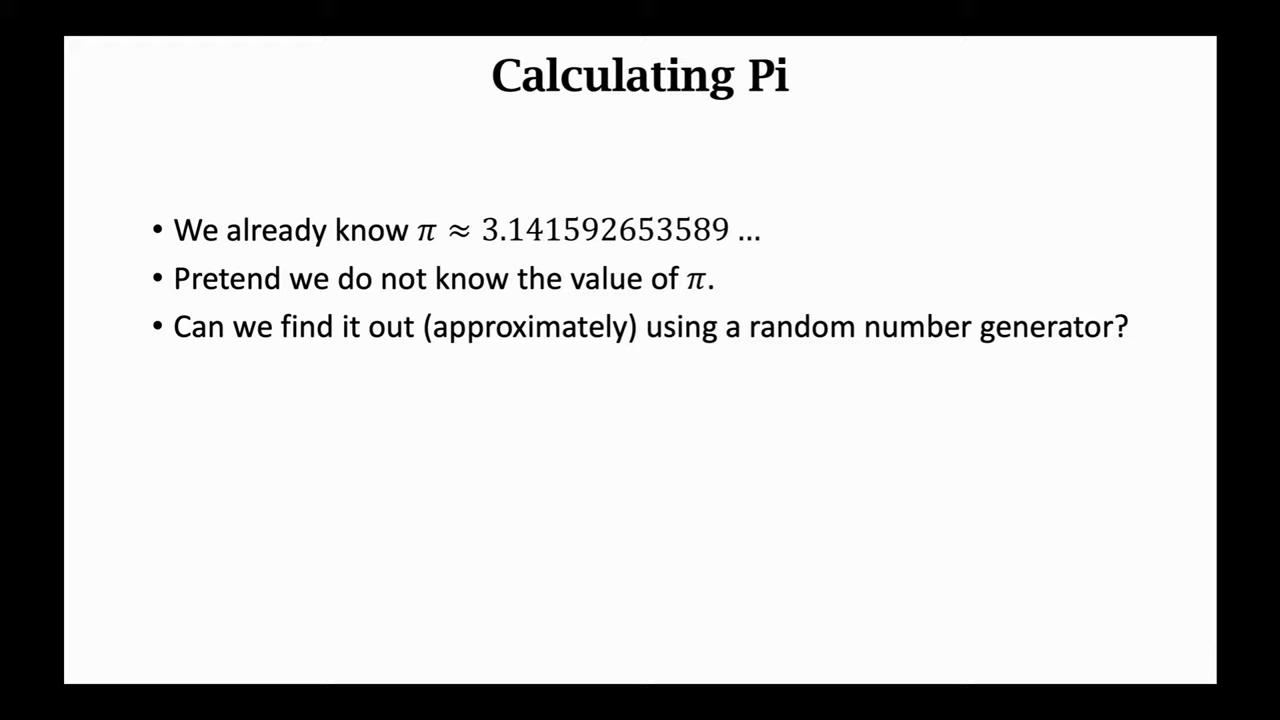 Calculating Pi
• We already know 𝜋 ≈ 3.141592653589 …
• Pretend we do not know the value of 𝜋.
• Can we find it out (approximately) using a random number generator?